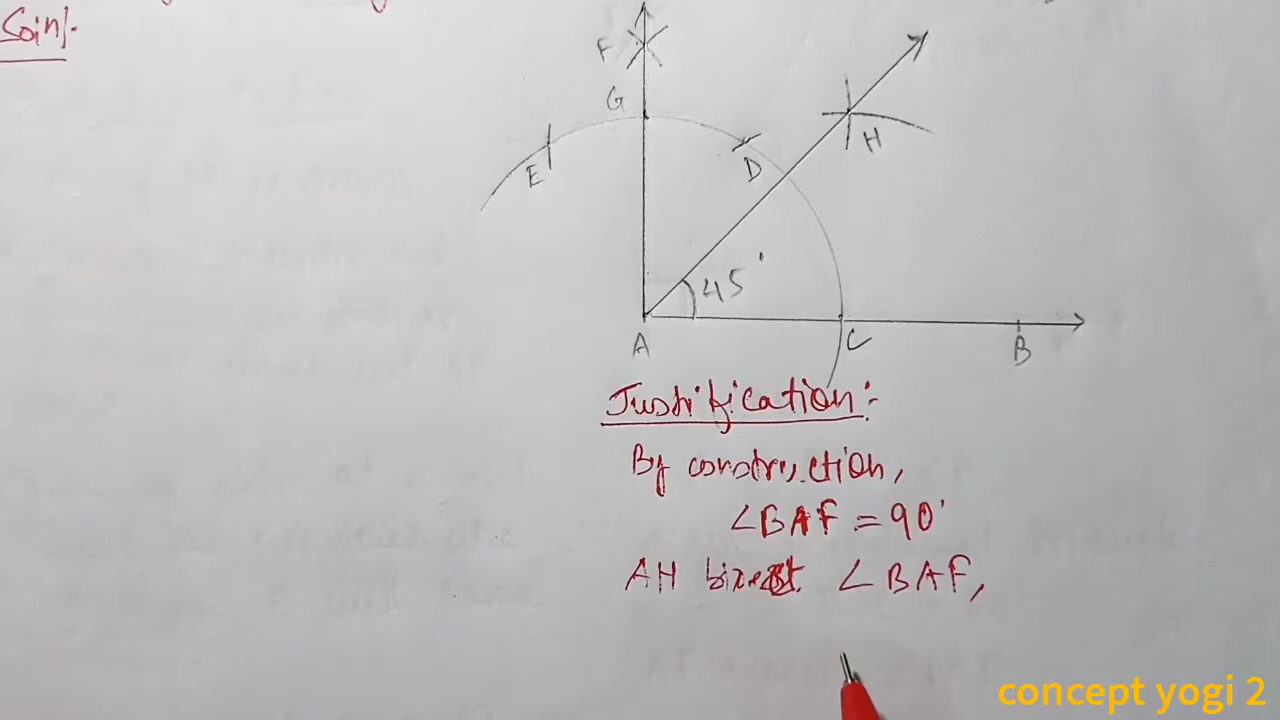 Soln:-
F
G
E
D
H
45°
A
C
B
Justification:-
By construction,
∠BAF = 90°
AH bisect ∠BAF,
concept yogi 2